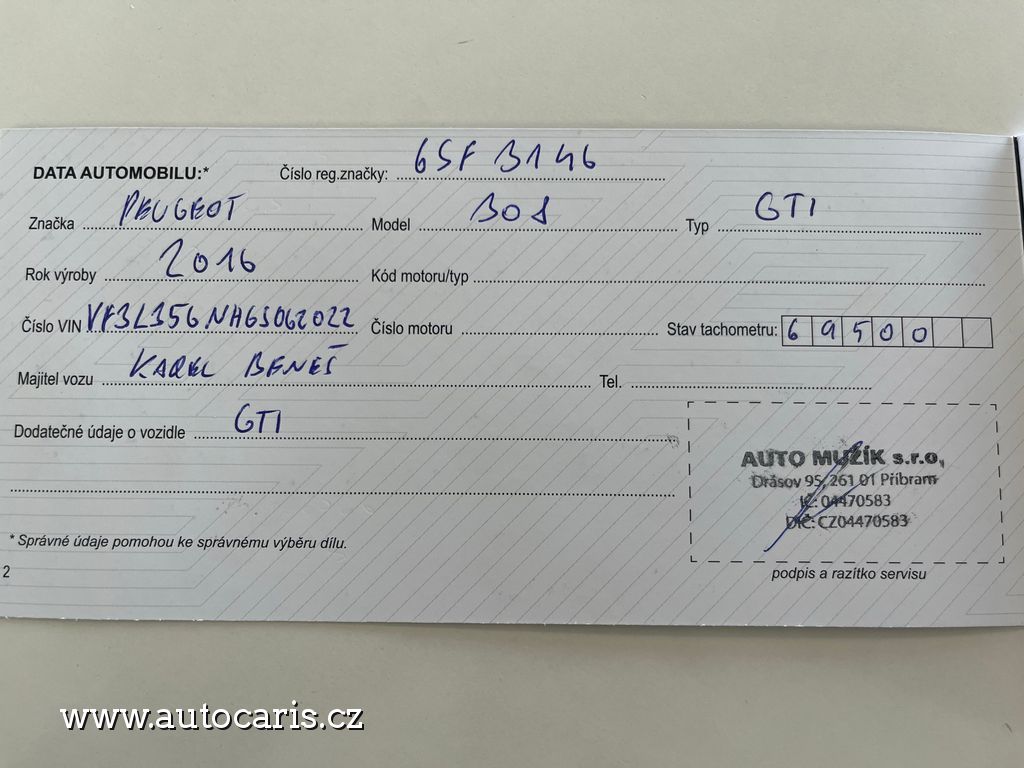 DATA AUTOMOBILU:* Číslo reg.značky: 6SF 3146
Značka PEUGEOT Model 308 Typ GTI
Rok výroby 2016 Kód motoru/typ
Číslo VIN VF3L35GNHGS062022 Číslo motoru Stav tachometru: 69500
Majitel vozu KAREL BENEŠ Tel.
Dodatečné údaje o vozidle GTI
AUTO MUZÍK s.r.o,
Drásov 95, 261 01 Příbram
IČ: 04470583
DIČ: CZ04470583
* Správné údaje pomohou ke správnému výběru dílu.
2
podpis a razítko servisu
www.autocaris.cz